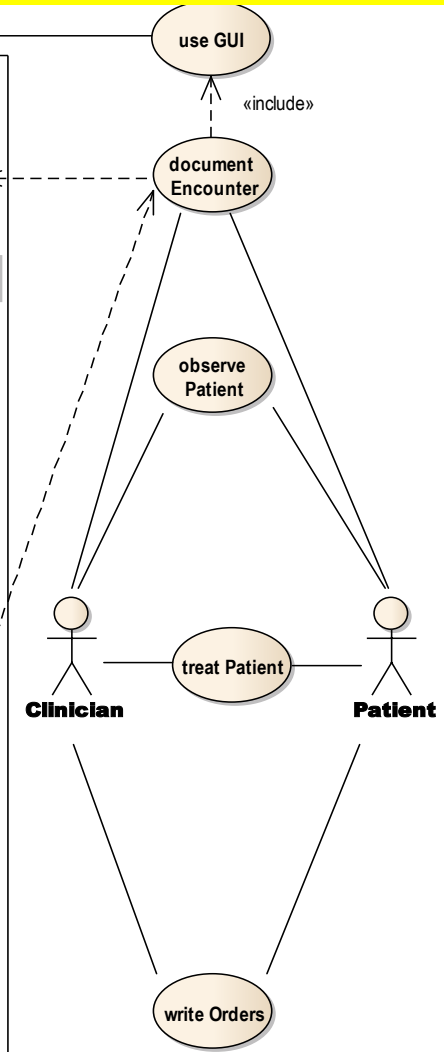 use GUI
«include»
document
Encounter
observe
Patient
treat Patient
Clinician
Patient
write Orders